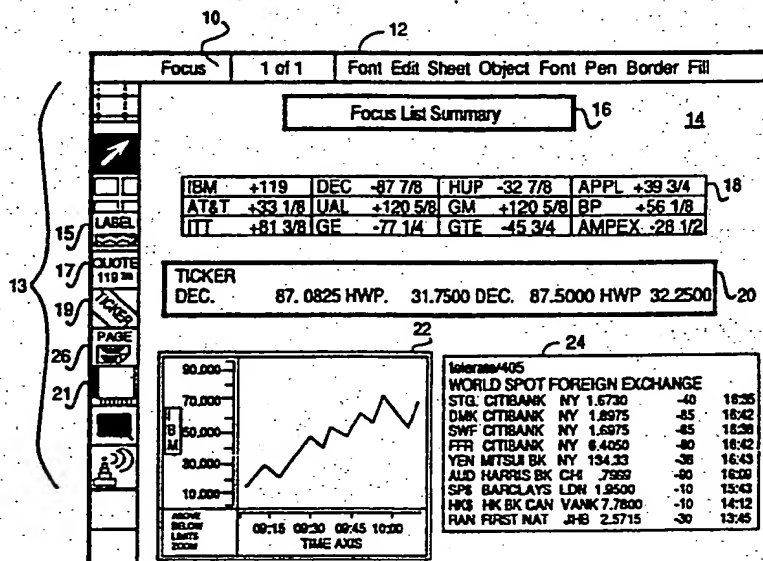 10
12
Focus 1 of 1 Font Edit Sheet Object Font Pen Border Fill
Focus List Summary
16
14
IBM +119 DEC -87 7/8 HUP -32 7/8 APPL +39 3/4
AT&T +33 1/8 UAL +120 5/8 GM +120 5/8 BP +56 1/8
ITT +81 3/8 GE -77 1/4 GTE -45 3/4 AMPEX -28 1/2
18
13
15
LABEL
17
QUOTE
119
19
TICKER
26
PAGE
21
TICKER
DEC. 87.0825 HWP. 31.7500 DEC. 87.5000 HWP 32.2500
20
22
90.000
70.000
50.000
30.000
10.000
IBM
ABOVE
BELOW
LIMITS
ZOOM
09:15 09:30 09:45 10:00
TIME AXIS
24
telerate/405
WORLD SPOT FOREIGN EXCHANGE
STG. CITIBANK NY 1.6730 -40 16:35
DMK CITIBANK NY 1.8975 -85 16:42
SWF CITIBANK NY 1.6975 -85 16:38
FFR CITIBANK NY 6.4050 -80 16:42
YEN MITSUI BK NY 134.33 -38 16:43
AUD HARRIS BK CHI .7969 -90 16:09
SP$ BARCLAYS LDN 1.9500 -10 15:43
HK$ HK BK CAN VANK 7.7800 -10 14:12
RAN FIRST NAT JHB 2.5715 -30 13:45